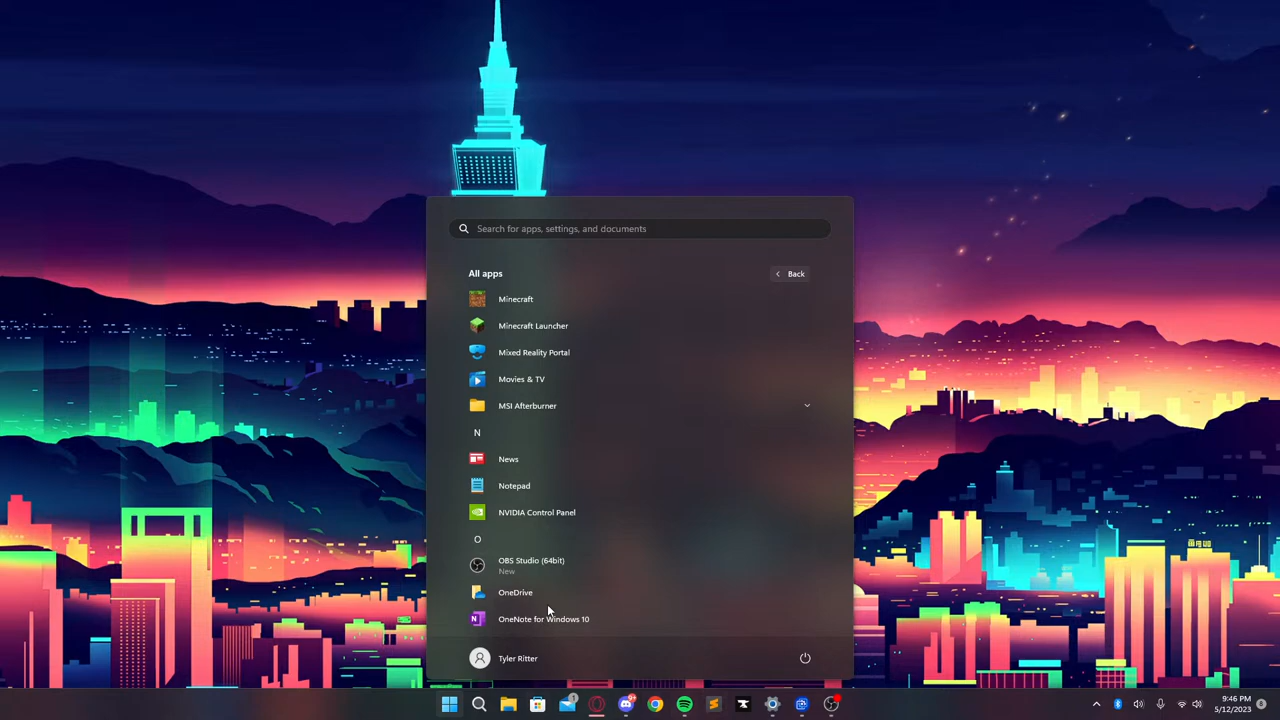 Search for apps, settings, and documents
All apps
Back
Minecraft
Minecraft Launcher
Mixed Reality Portal
Movies & TV
MSI Afterburner
N
News
Notepad
NVIDIA Control Panel
O
OBS Studio (64bit)
New
OneDrive
OneNote for Windows 10
Tyler Ritter
9:46 PM
5/12/2023